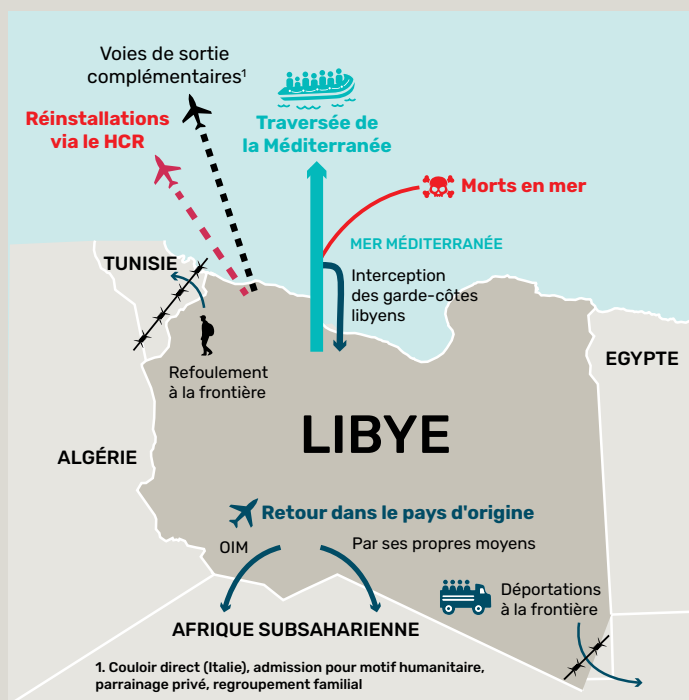 Voies de sortie
complémentaires¹
Réinstallations
via le HCR
Traversée de
la Méditerranée
Morts en mer
MER MÉDITERRANÉE
TUNISIE
Interception
des garde-côtes
libyens
EGYPTE
Refoulement
à la frontière
LIBYE
ALGÉRIE
Retour dans le pays d'origine
OIM
Par ses propres moyens
Déportations
à la frontière
AFRIQUE SUBSAHARIENNE
1. Couloir direct (Italie), admission pour motif humanitaire,
parrainage privé, regroupement familial